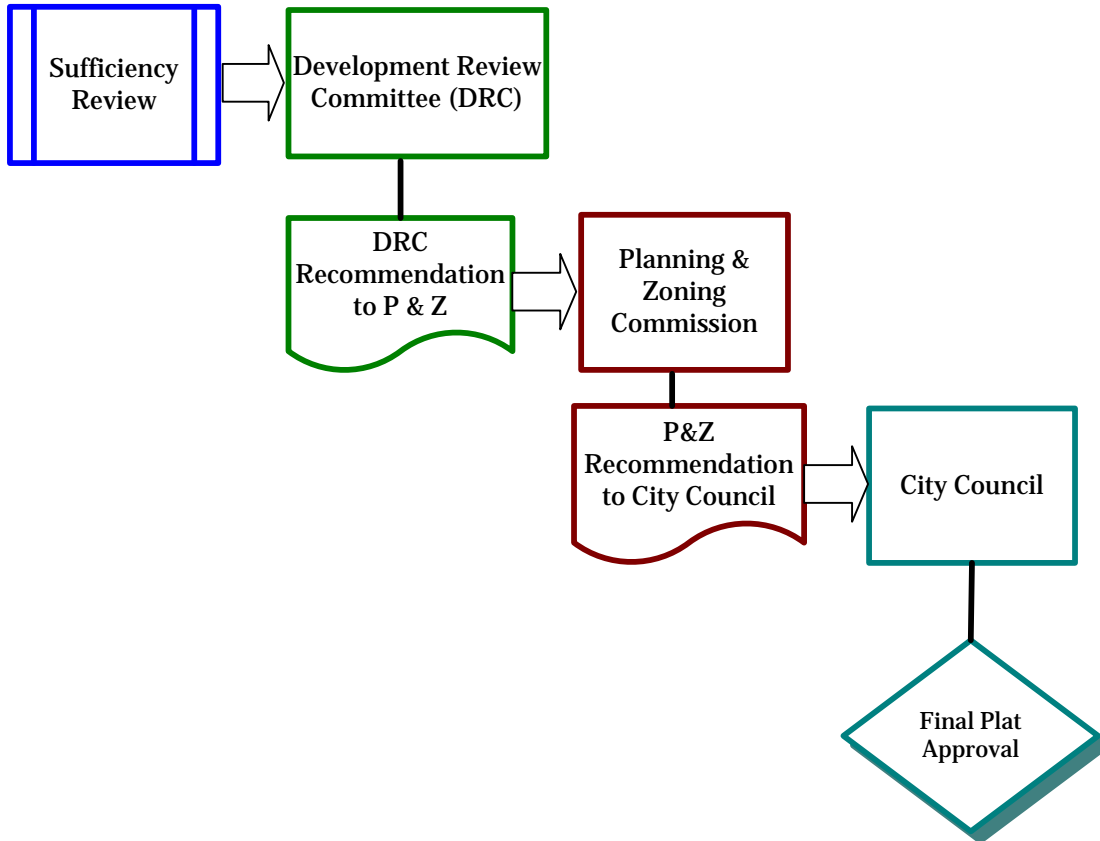 Sufficiency
Review
Development Review
Committee (DRC)
DRC
Recommendation
to P & Z
Planning &
Zoning
Commission
P&Z
Recommendation
to City Council
City Council
Final Plat
Approval